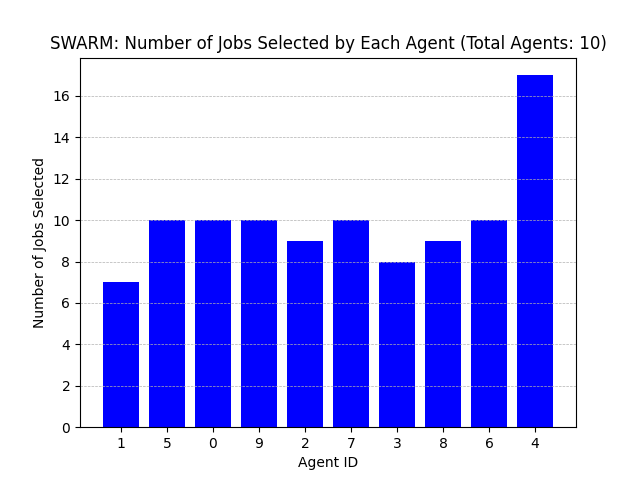 SWARM: Number of Jobs Selected by Each Agent (Total Agents: 10)
Number of Jobs Selected
16
14
12
10
8
6
4
2
0
1 5 0 9 2 7 3 8 6 4
Agent ID